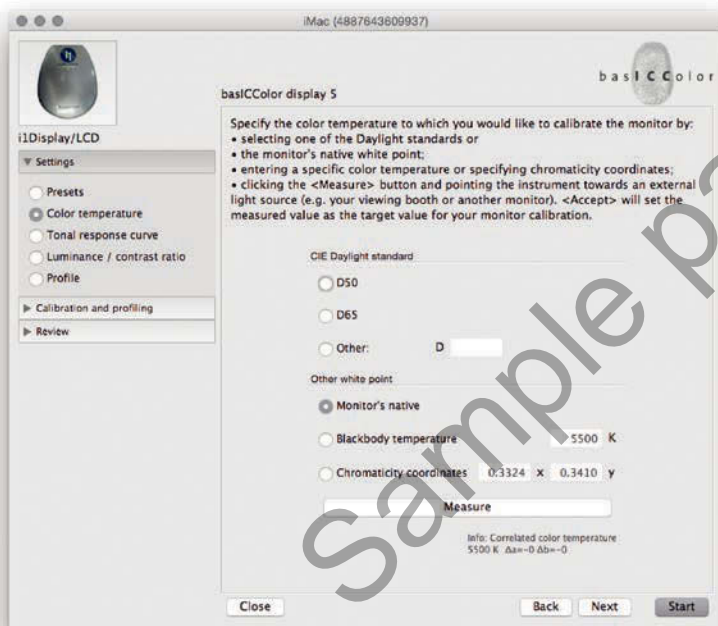 iMac (4887643609937)
basICColor
basICColor display 5
i1Display/LCD
Settings
Presets
Color temperature
Tonal response curve
Luminance / contrast ratio
Profile
Calibration and profiling
Review
Specify the color temperature to which you would like to calibrate the monitor by:
• selecting one of the Daylight standards or
• the monitor's native white point;
• entering a specific color temperature or specifying chromaticity coordinates;
• clicking the <Measure> button and pointing the instrument towards an external
light source (e.g. your viewing booth or another monitor). <Accept> will set the
measured value as the target value for your monitor calibration.
CIE Daylight standard
D50
D65
Other: D
Other white point
Monitor's native
Blackbody temperature 5500 K
Chromaticity coordinates 0.3324 x 0.3410 y
Measure
Info: Correlated color temperature
5500 K Δa=-0 Δb=-0
Close Back Next Start
Sample pa